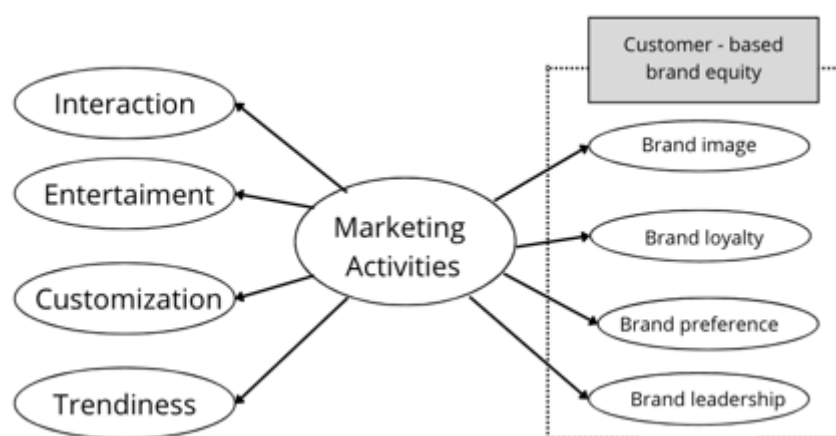 Customer - based
brand equity
Interaction
Entertaiment
Customization
Trendiness
Marketing
Activities
Brand image
Brand loyalty
Brand preference
Brand leadership